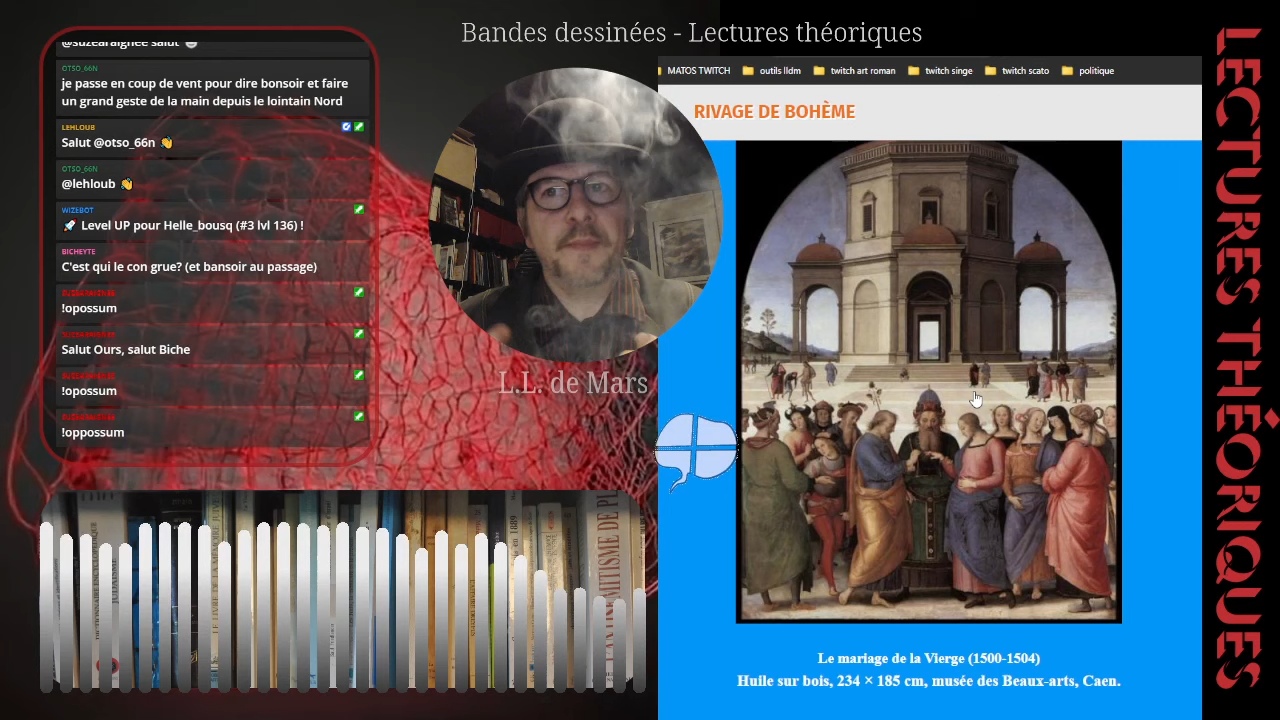 Bandes dessinées - Lectures théoriques
@suzearaignee salut
OTSO_66N
je passe en coup de vent pour dire bonsoir et faire
un grand geste de la main depuis le lointain Nord
LEHLOUB
Salut @otso_66n 👋
OTSO_66N
@lehloub 👋
WIZEBOT
🚀 Level UP pour Helle_bousq (#3 lvl 136) !
BICHEYTE
C'est qui le con grue? (et bansoir au passage)
!opossum
Salut Ours, salut Biche
!opossum
!oppossum
L.L. de Mars
MATOS TWITCH
outils lldm
twitch art roman
twitch singe
twitch scato
politique
RIVAGE DE BOHÈME
Le mariage de la Vierge (1500-1504)
Huile sur bois, 234 × 185 cm, musée des Beaux-arts, Caen.
LECTURES THÉORIQUES